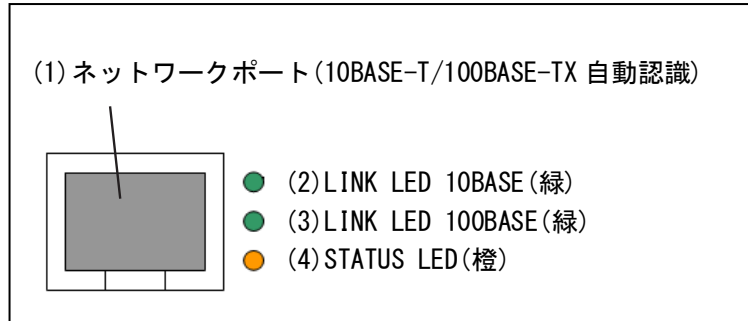 (1)ネットワークポート(10BASE-T/100BASE-TX 自動認識)
(2)LINK LED 10BASE(緑)
(3)LINK LED 100BASE(緑)
(4)STATUS LED(橙)